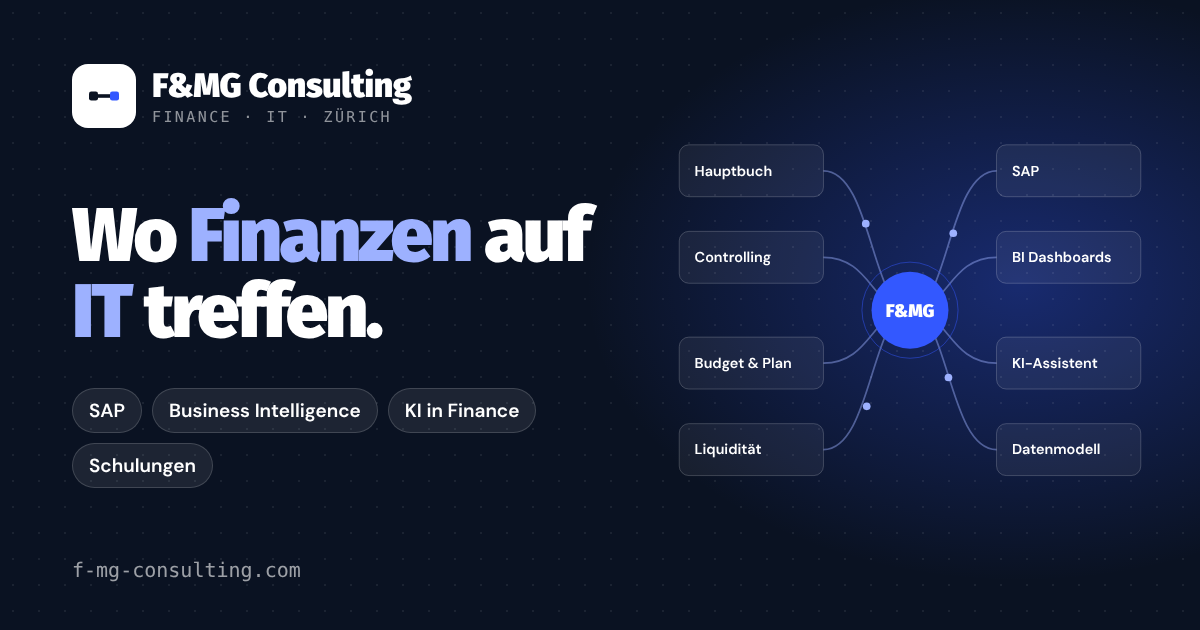 F&MG Consulting
FINANCE · IT · ZÜRICH
Wo Finanzen auf
IT treffen.
SAP
Business Intelligence
KI in Finance
Schulungen
f-mg-consulting.com
Hauptbuch
Controlling
Budget & Plan
Liquidität
F&MG
SAP
BI Dashboards
KI-Assistent
Datenmodell